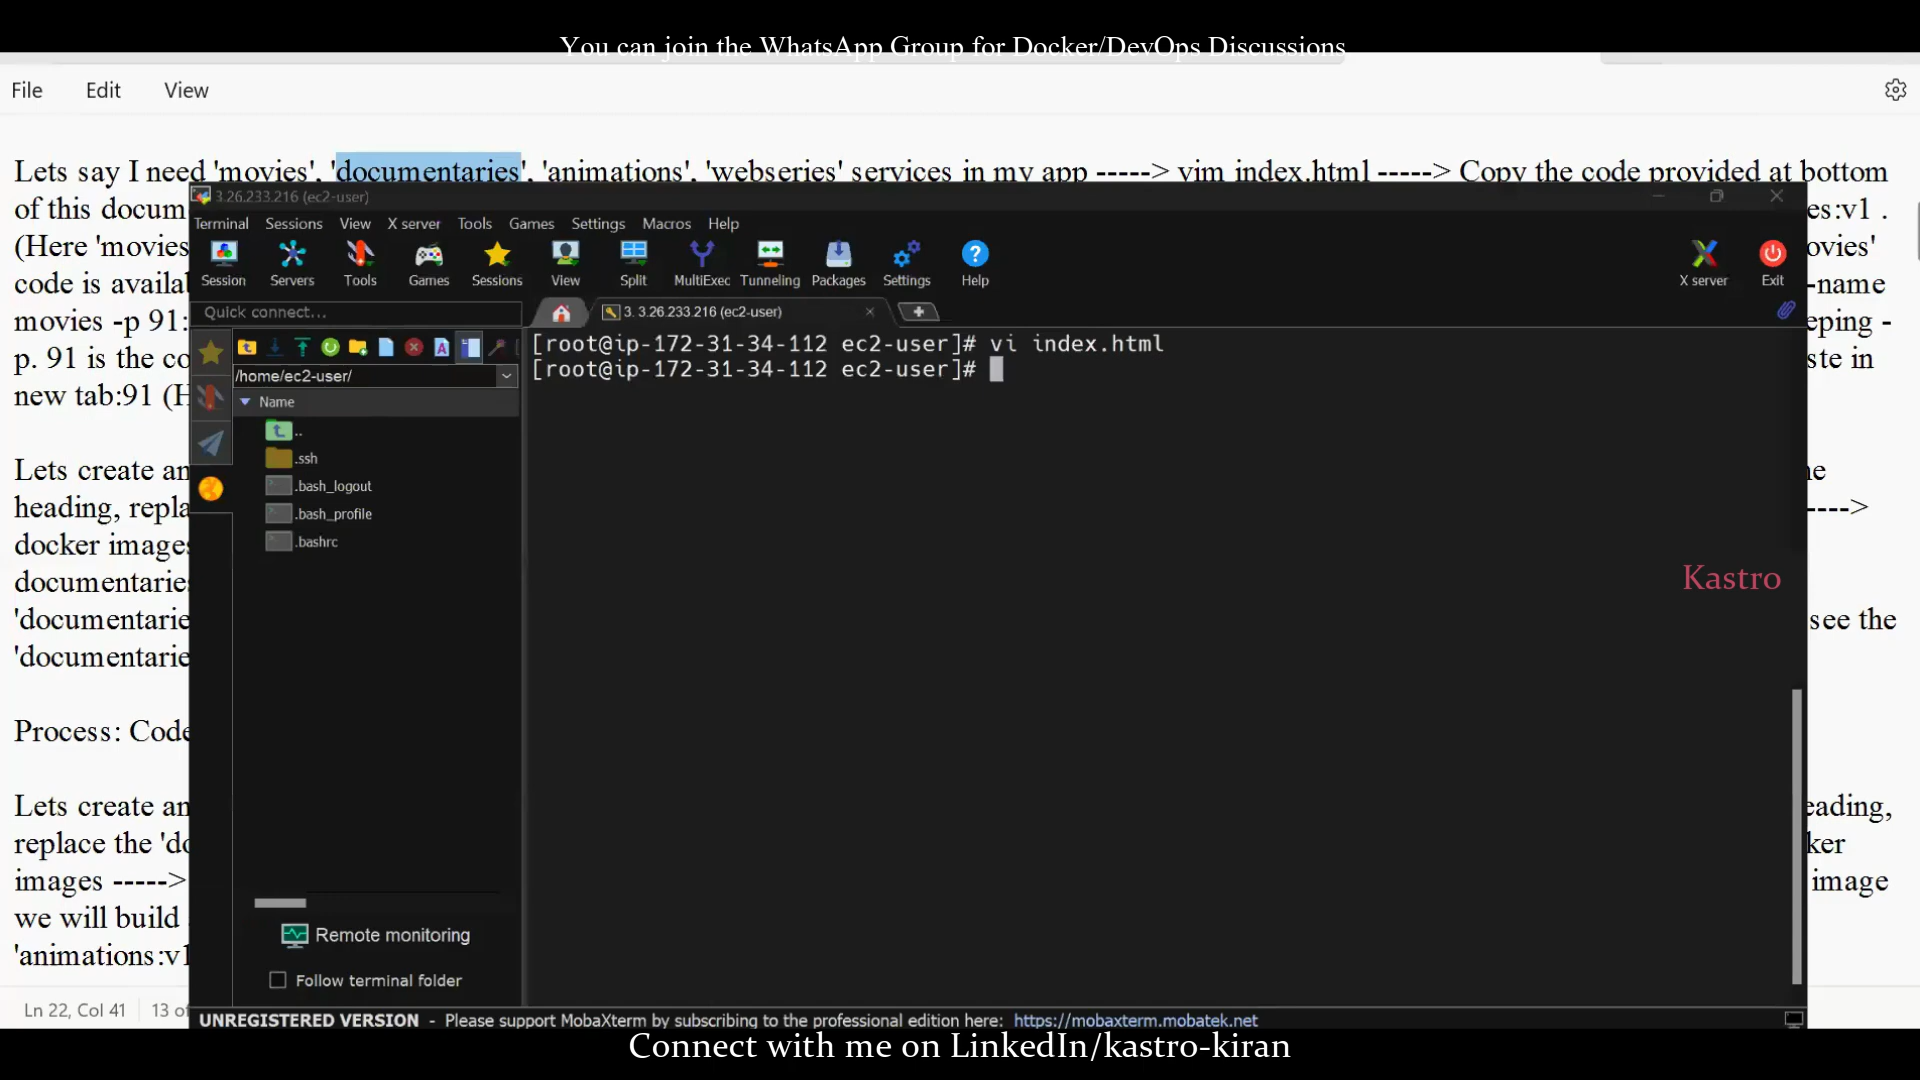 You can join the WhatsApp Group for Docker/DevOps Discussions
File Edit View
Lets say I need 'movies', 'documentaries', 'animations', 'webseries' services in my app -----> vim index.html -----> Copy the code provided at bottom
3.26.233.216 (ec2-user)
of this docum es:v1 .
Terminal Sessions View X server Tools Games Settings Macros Help
(Here 'movies ovies'
Session Servers Tools Games Sessions View Split MultiExec Tunneling Packages Settings Help X server Exit
code is availal -name
Quick connect... 3. 3.26.233.216 (ec2-user)
movies -p 91: eping -
[root@ip-172-31-34-112 ec2-user]# vi index.html
p. 91 is the co ste in
/home/ec2-user/ [root@ip-172-31-34-112 ec2-user]#
new tab:91 (H
Name
..
.ssh
Lets create an ne
.bash_logout
heading, repla ---->
.bash_profile
docker images
.bashrc
documentaries
Kastro
'documentarie see the
'documentarie
Process: Code
Lets create an eading,
replace the 'do ker
images -----> image
we will build
Remote monitoring
'animations:v1
Follow terminal folder
Ln 22, Col 41 13 of
UNREGISTERED VERSION - Please support MobaXterm by subscribing to the professional edition here: https://mobaxterm.mobatek.net
Connect with me on LinkedIn/kastro-kiran